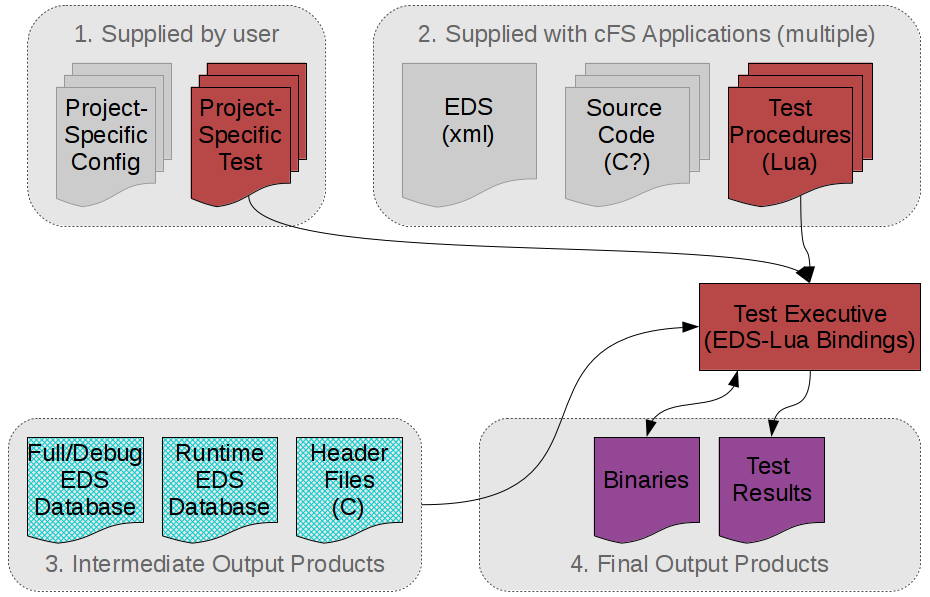 1. Supplied by user
2. Supplied with cFS Applications (multiple)
Project-
Specific
Config
Project-
Specific
Test
EDS
(xml)
Source
Code
(C?)
Test
Procedures
(Lua)
Test Executive
(EDS-Lua Bindings)
Full/Debug
EDS
Database
Runtime
EDS
Database
Header
Files
(C)
Binaries
Test
Results
3. Intermediate Output Products
4. Final Output Products